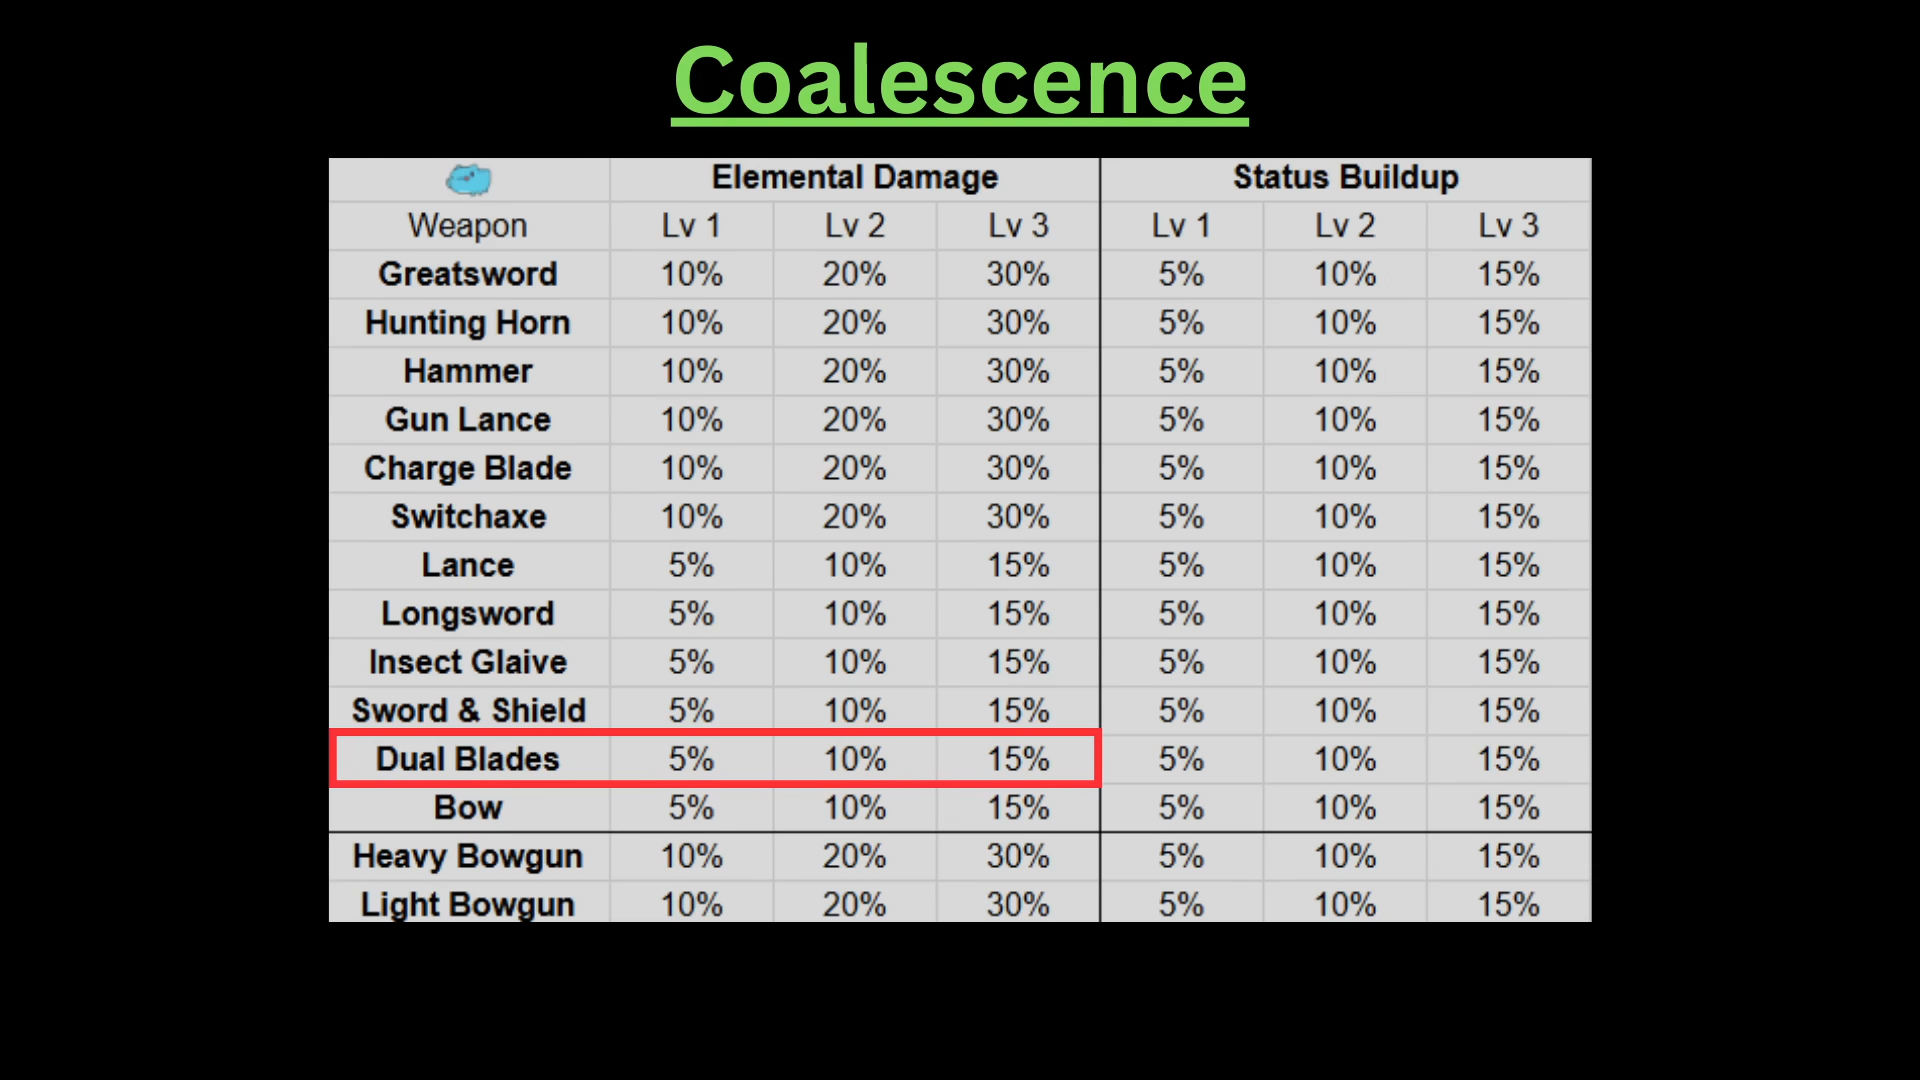 Coalescence
Elemental Damage Status Buildup
Weapon Lv 1 Lv 2 Lv 3 Lv 1 Lv 2 Lv 3
Greatsword 10% 20% 30% 5% 10% 15%
Hunting Horn 10% 20% 30% 5% 10% 15%
Hammer 10% 20% 30% 5% 10% 15%
Gun Lance 10% 20% 30% 5% 10% 15%
Charge Blade 10% 20% 30% 5% 10% 15%
Switchaxe 10% 20% 30% 5% 10% 15%
Lance 5% 10% 15% 5% 10% 15%
Longsword 5% 10% 15% 5% 10% 15%
Insect Glaive 5% 10% 15% 5% 10% 15%
Sword & Shield 5% 10% 15% 5% 10% 15%
Dual Blades 5% 10% 15% 5% 10% 15%
Bow 5% 10% 15% 5% 10% 15%
Heavy Bowgun 10% 20% 30% 5% 10% 15%
Light Bowgun 10% 20% 30% 5% 10% 15%